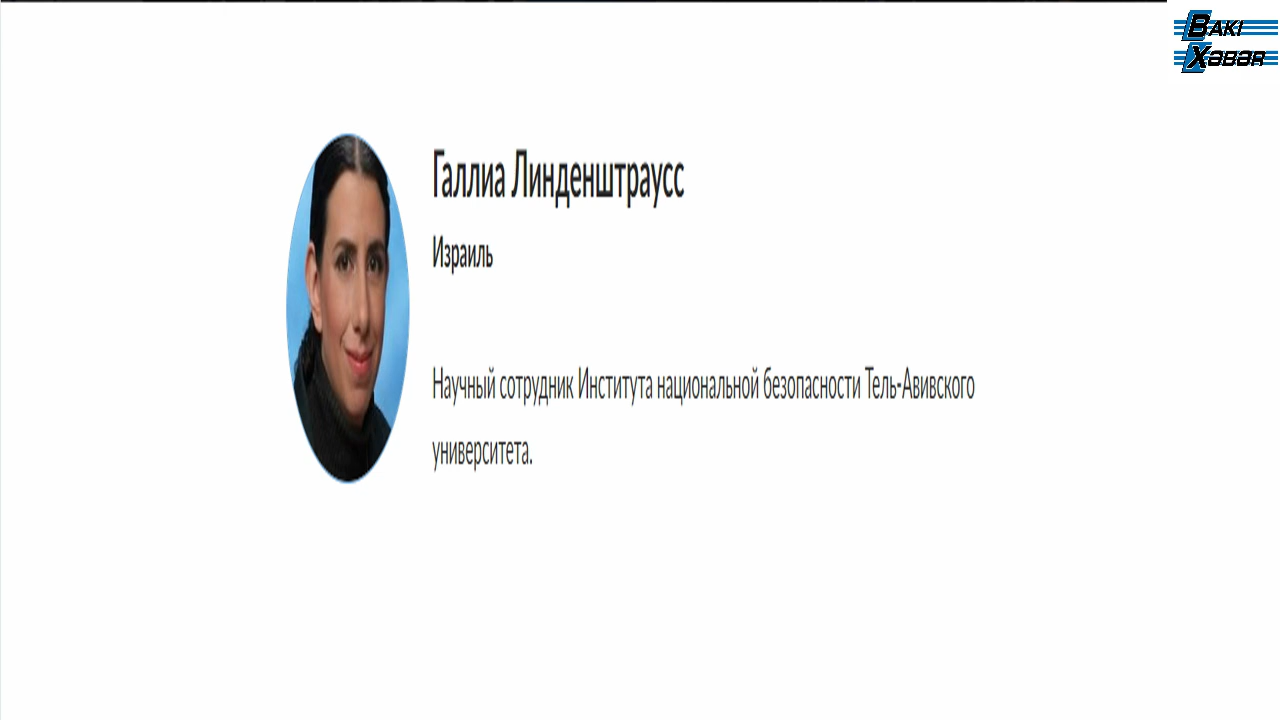 BAKI
XƏBƏR
Галлиа Линденштраусс
Израиль
Научный сотрудник Института национальной безопасности Тель-Авивского
университета.